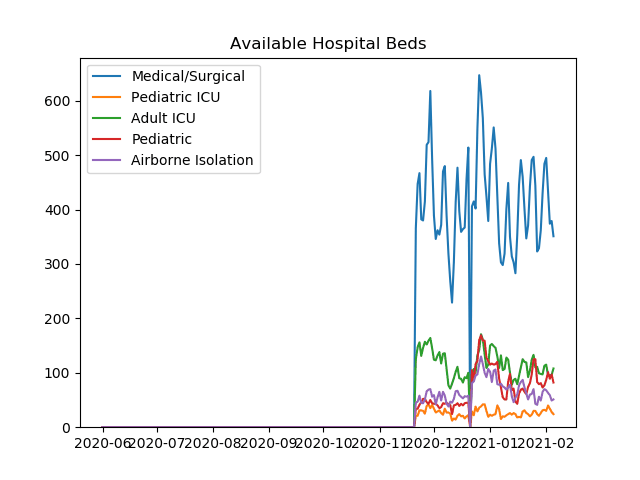 Available Hospital Beds
Medical/Surgical
Pediatric ICU
Adult ICU
Pediatric
Airborne Isolation
600
500
400
300
200
100
0
2020-06 2020-07 2020-08 2020-09 2020-10 2020-11 2020-12 2021-01 2021-02